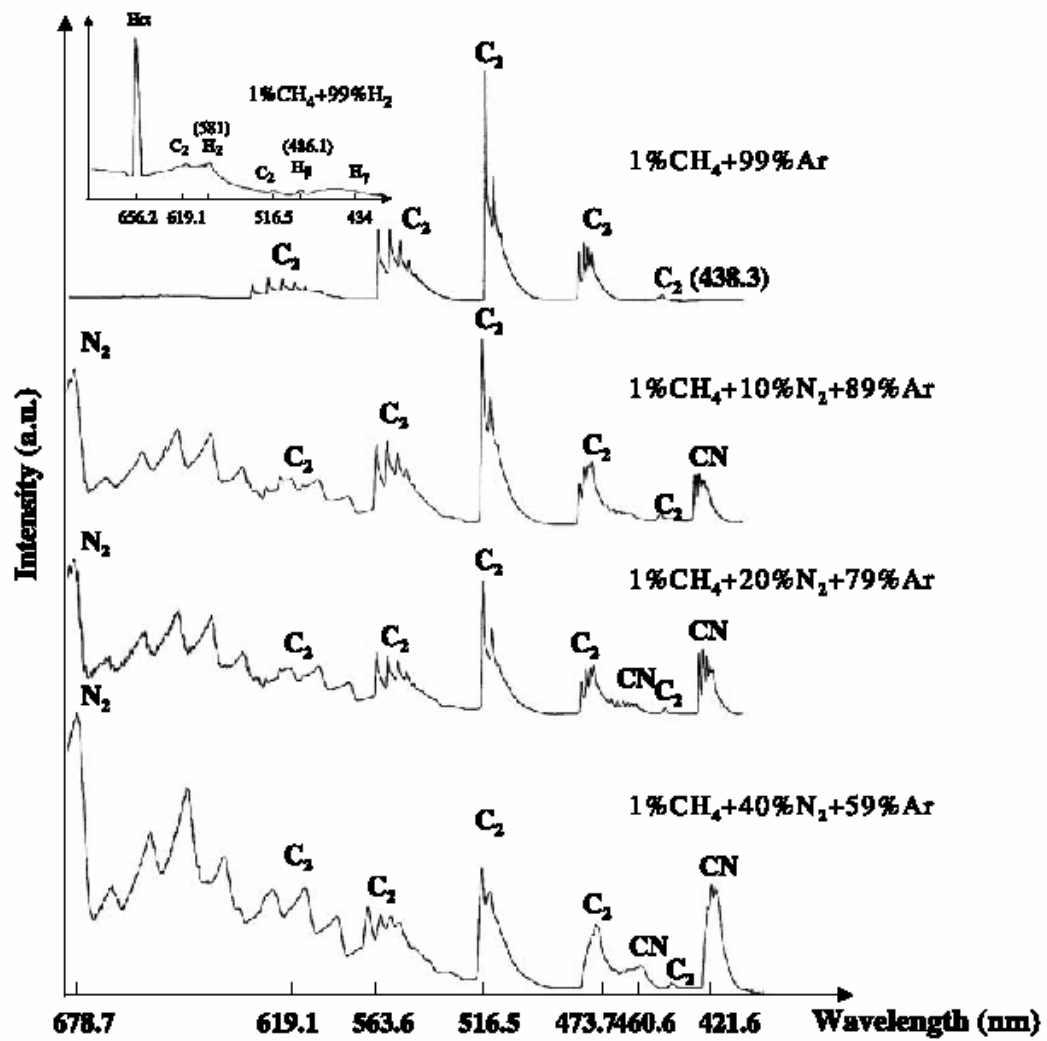 Hα
1%CH₄+99%H₂
(581)
C₂ H₂
(486.1)
C₂ Hᵦ Hᵧ
656.2 619.1 516.5 434
C₂
1%CH₄+99%Ar
C₂ C₂ C₂ C₂ (438.3)
N₂ C₂
1%CH₄+10%N₂+89%Ar
C₂ C₂ C₂ C₂ CN
N₂ C₂
1%CH₄+20%N₂+79%Ar
C₂ C₂ C₂ CN C₂ CN
N₂
1%CH₄+40%N₂+59%Ar
C₂ C₂ C₂ C₂ CN C₂ CN
Intensity (a.u.)
678.7 619.1 563.6 516.5 473.7 460.6 421.6 Wavelength (nm)